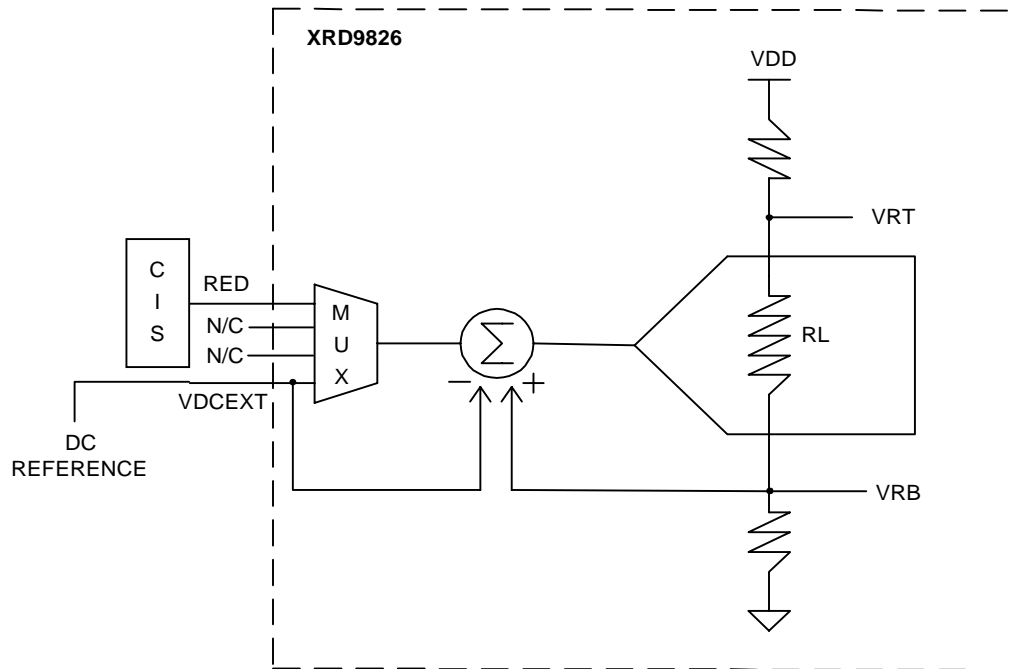 XRD9826
VDD
VRT
C
I
S
RED
N/C
N/C
VDCEXT
DC
REFERENCE
M
U
X
Σ
−
+
RL
VRB